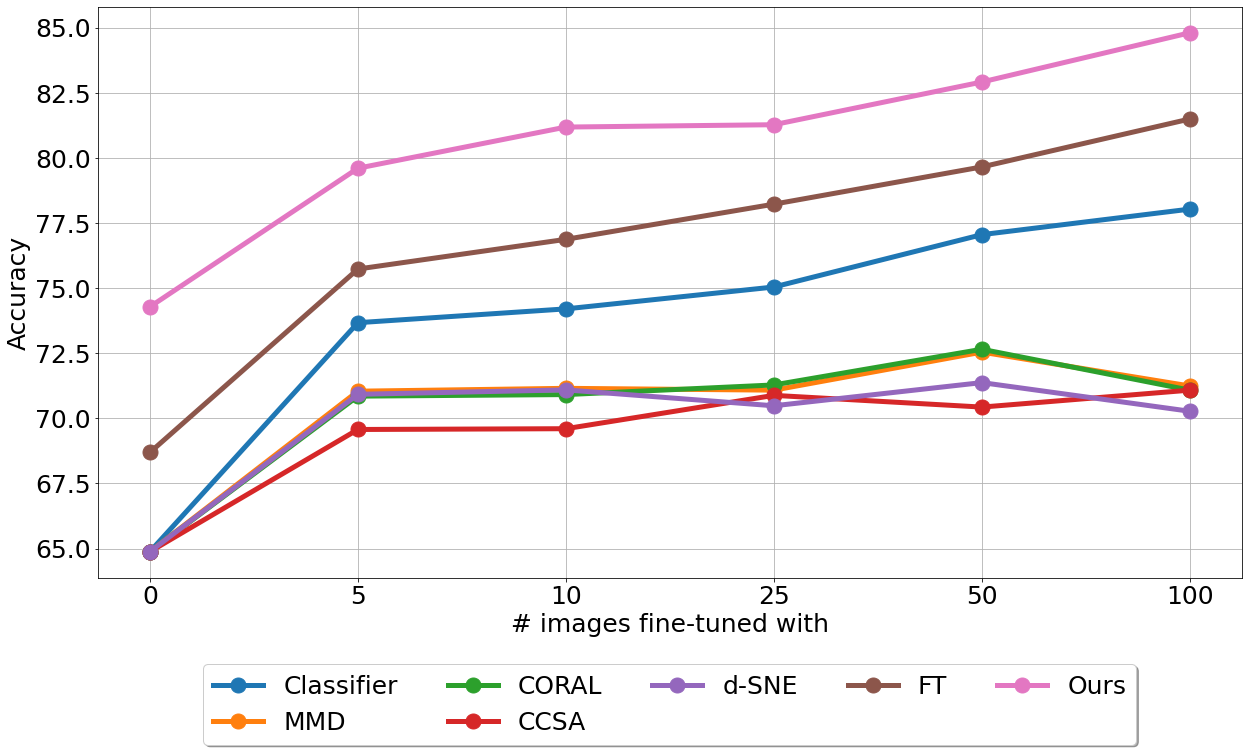 85.0
82.5
80.0
77.5
75.0
72.5
70.0
67.5
65.0
Accuracy
0 5 10 25 50 100
# images fine-tuned with
Classifier CORAL d-SNE FT Ours
MMD CCSA